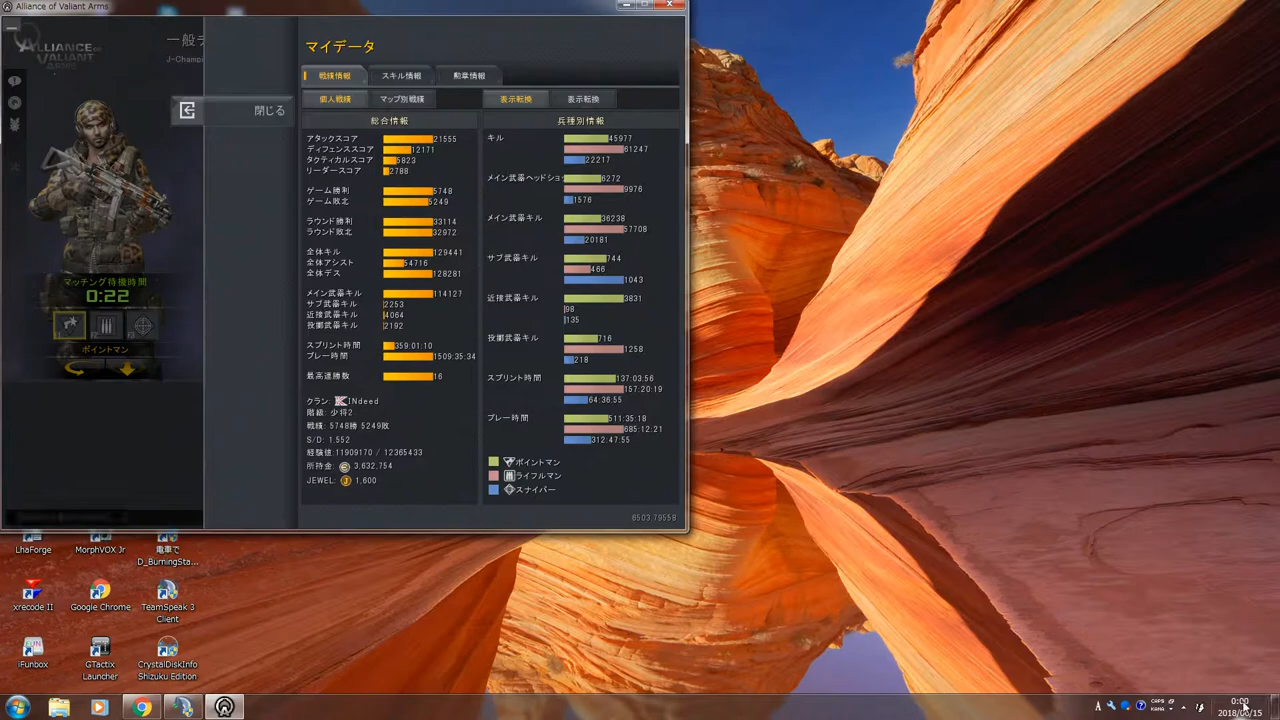 Alliance of Valiant Arms
ALLIANCE OF
VALIANT ARMS
一般
J-Champi
閉じる
マッチング待機時間
0:22
ポイントマン
マイデータ
戦績情報 スキル情報 勲章情報
個人戦績 マップ別戦績
表示転換 表示転換
総合情報
アタックスコア 21555
ディフェンススコア 12171
タクティカルスコア 5823
リーダースコア 2788
ゲーム勝利 5748
ゲーム敗北 5249
ラウンド勝利 33114
ラウンド敗北 32972
全体キル 129441
全体アシスト 54716
全体デス 128281
メイン武器キル 114127
サブ武器キル 2253
近接武器キル 4064
投擲武器キル 2192
スプリント時間 359:01:10
プレー時間 1509:35:34
最高連勝数 16
クラン: INdeed
階級: 少将2
戦績: 5748勝 5249敗
S/D: 1.552
経験値:11909170 / 12365433
所持金: 3,632,754
JEWEL: 1,600
兵種別情報
キル 45977
61247
22217
メイン武器ヘッドショ 6272
9976
1576
メイン武器キル 36238
57708
20181
サブ武器キル 744
466
1043
近接武器キル 3831
98
135
投擲武器キル 716
1258
218
スプリント時間 137:03:56
157:20:19
64:36:55
プレー時間 511:35:18
685:12:21
312:47:55
ポイントマン
ライフルマン
スナイパー
6503.79558
LhaForge
MorphVOX Jr
電車で
D_BurningSta...
xrecode II
Google Chrome
TeamSpeak 3
Client
iFunbox
GTactix
Launcher
CrystalDiskInfo
Shizuku Edition
A
CAPS
KANA
0:00
2018/06/15